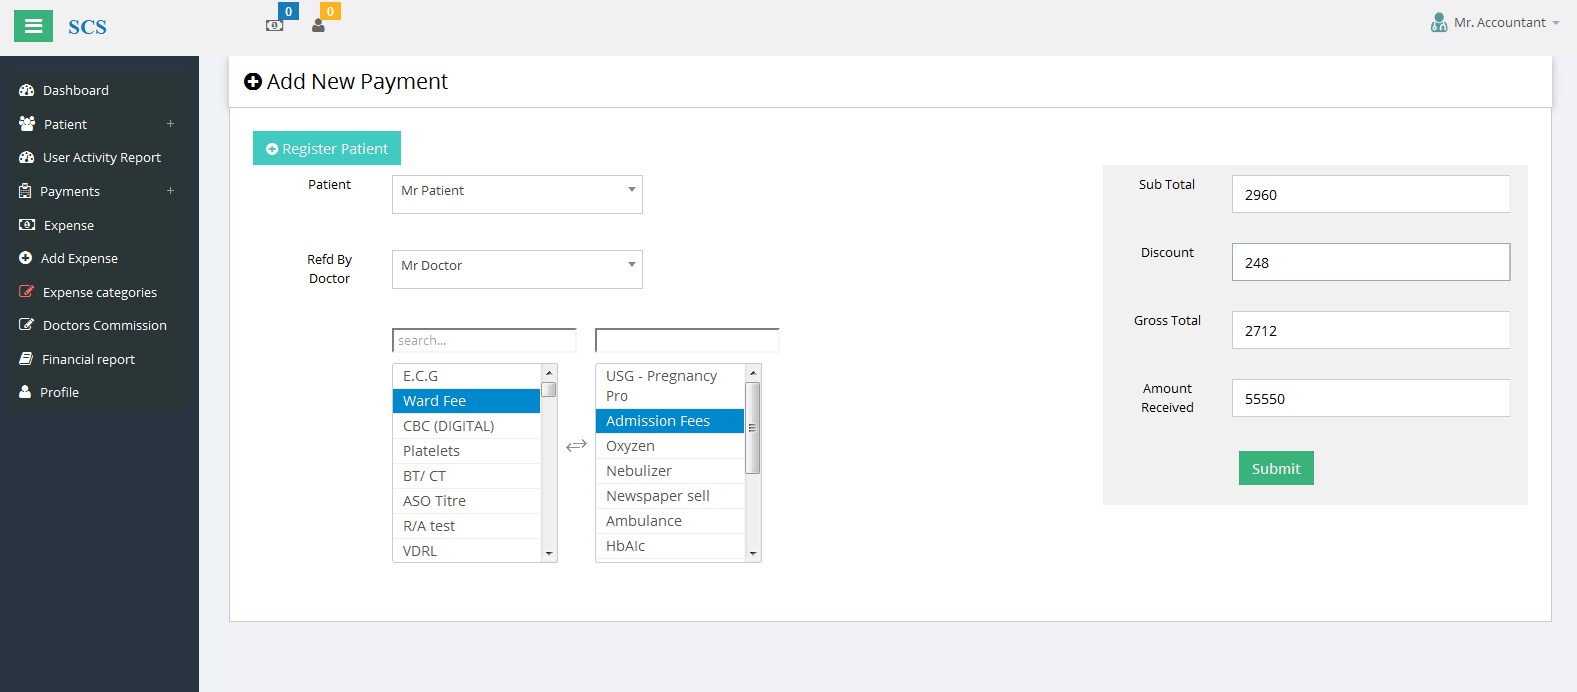 SCS
0
0
Mr. Accountant
Dashboard
Patient +
User Activity Report
Payments +
Expense
Add Expense
Expense categories
Doctors Commission
Financial report
Profile
Add New Payment
Register Patient
Patient
Mr Patient
Refd By
Doctor
Mr Doctor
search...
E.C.G
Ward Fee
CBC (DIGITAL)
Platelets
BT/ CT
ASO Titre
R/A test
VDRL
USG - Pregnancy
Pro
Admission Fees
Oxyzen
Nebulizer
Newspaper sell
Ambulance
HbAIc
Sub Total
2960
Discount
248
Gross Total
2712
Amount
Received
55550
Submit